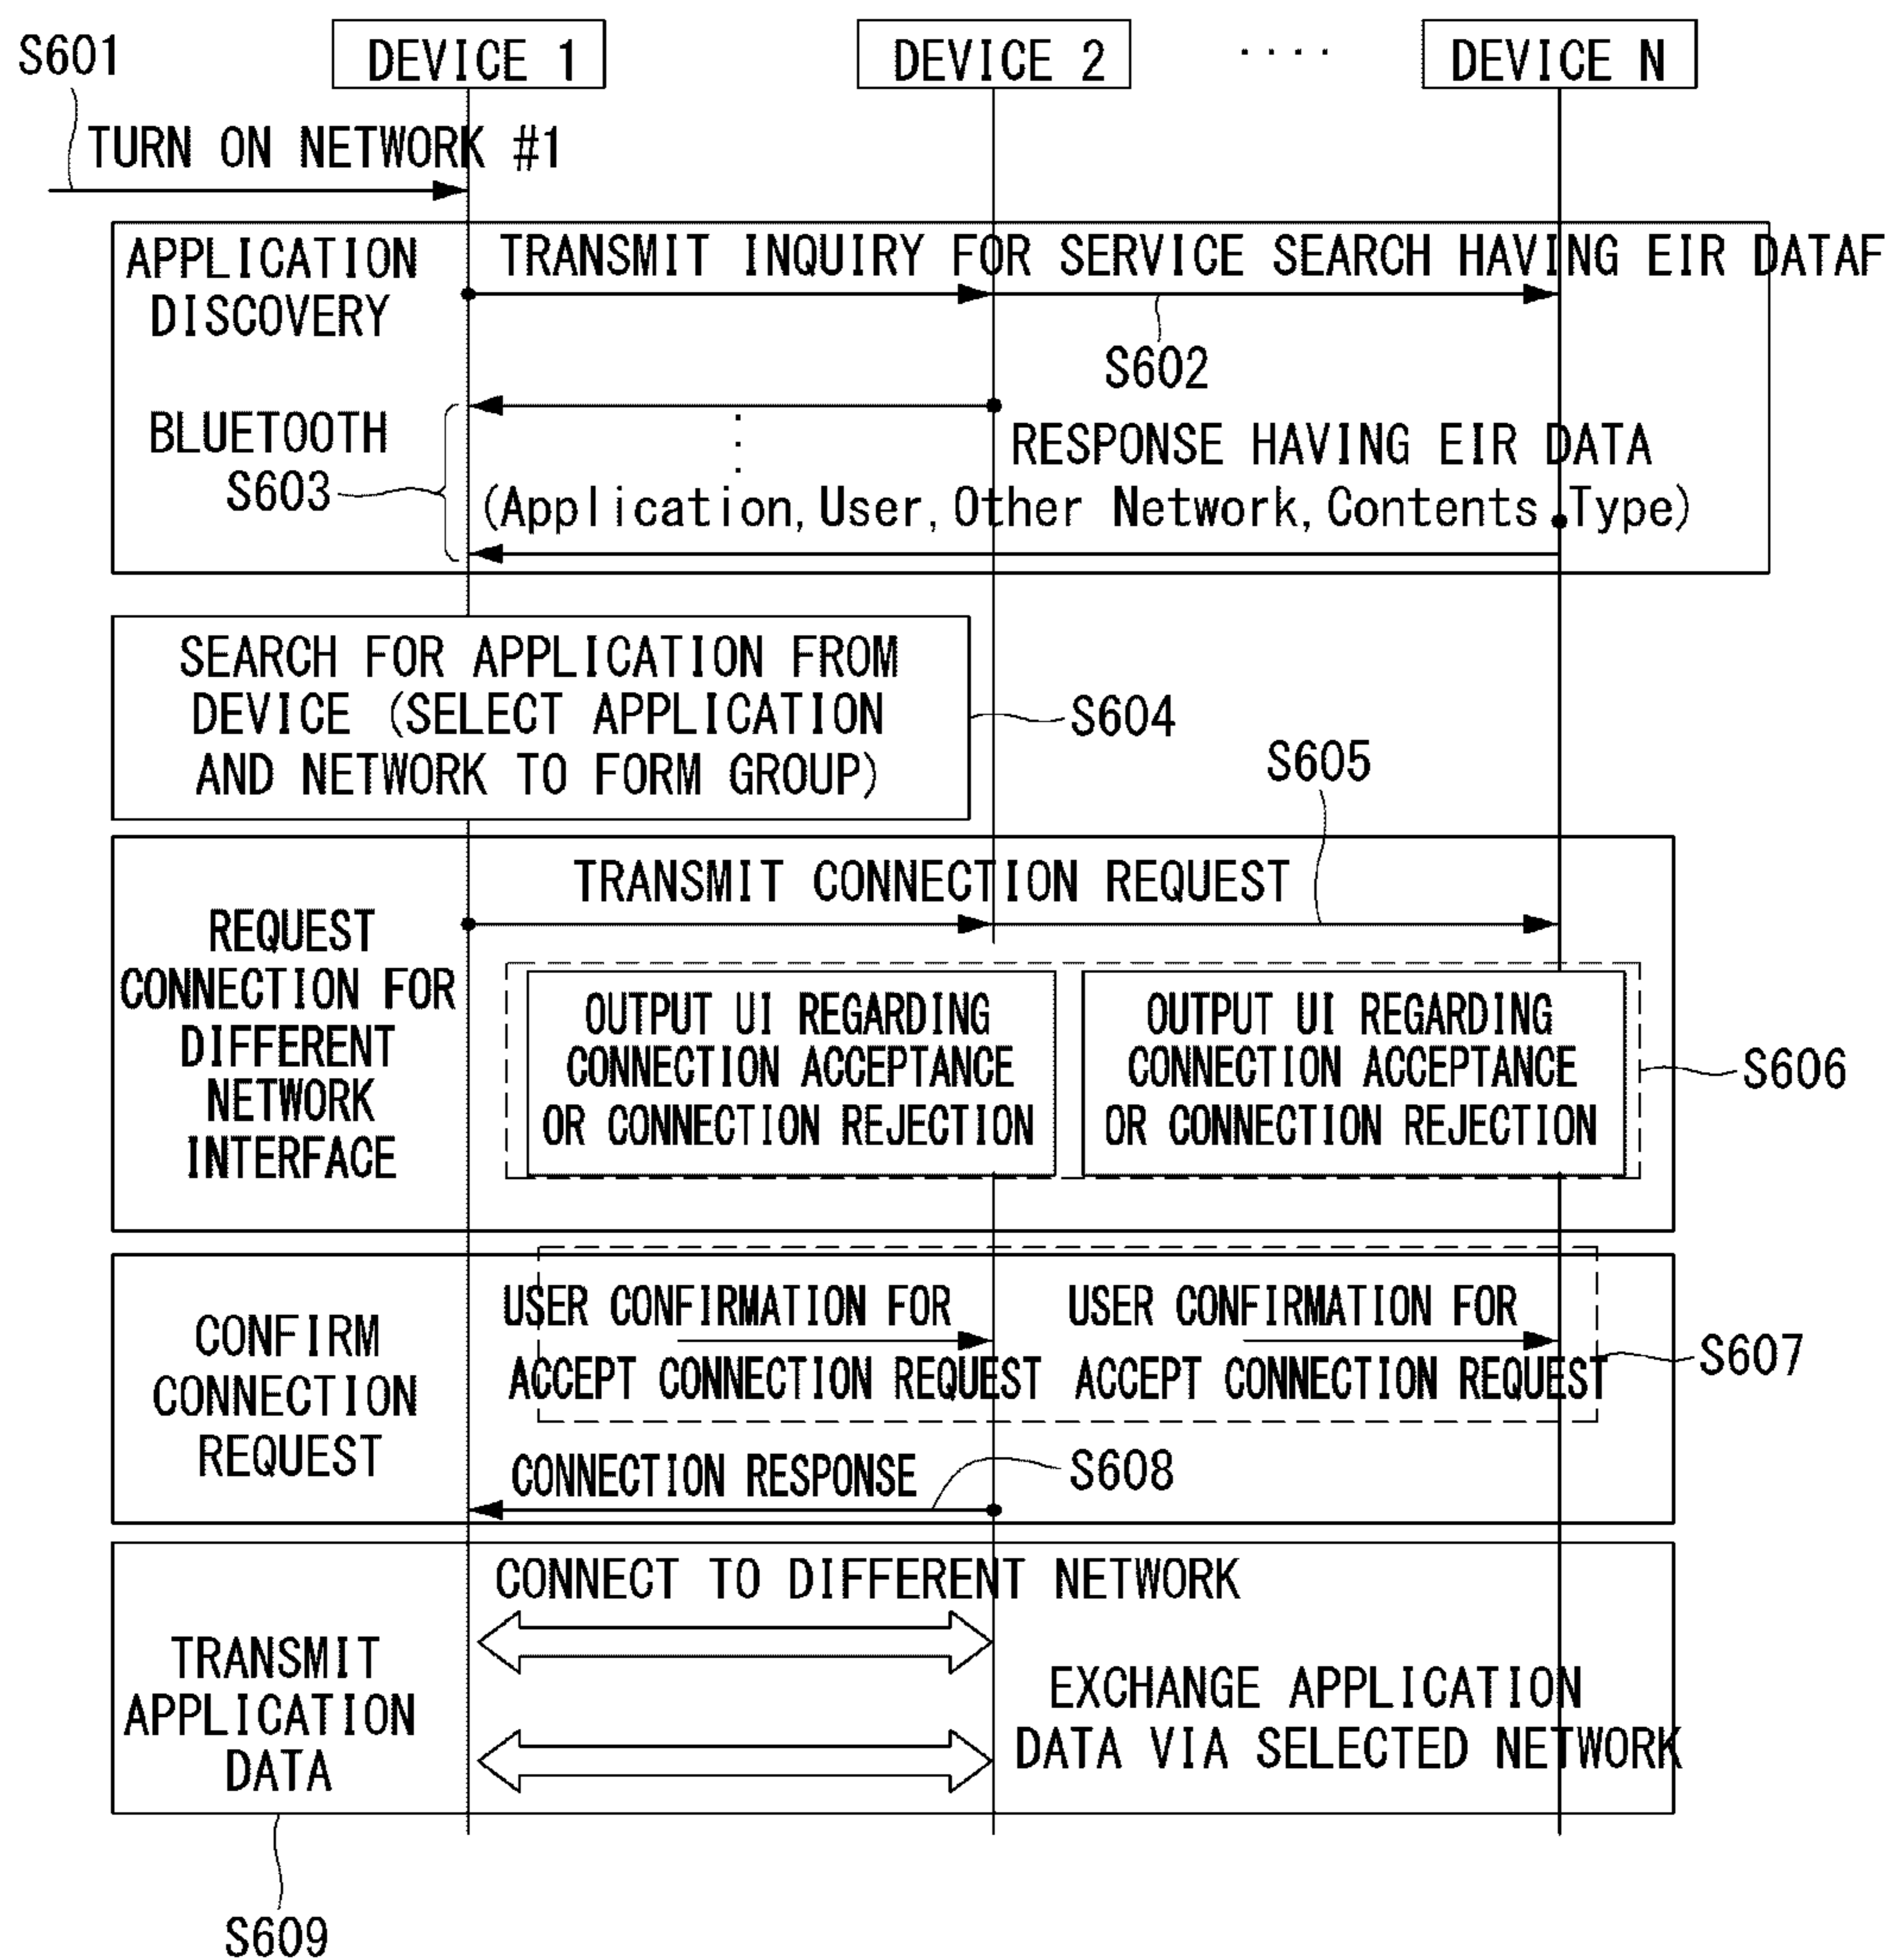 S601
DEVICE 1
DEVICE 2
....
DEVICE N
TURN ON NETWORK #1
APPLICATION
DISCOVERY
TRANSMIT INQUIRY FOR SERVICE SEARCH HAVING EIR DATAF
S602
BLUETOOTH
S603
RESPONSE HAVING EIR DATA
(Application, User, Other Network, Contents Type)
SEARCH FOR APPLICATION FROM
DEVICE (SELECT APPLICATION
AND NETWORK TO FORM GROUP)
S604
S605
TRANSMIT CONNECTION REQUEST
REQUEST
CONNECTION FOR
DIFFERENT
NETWORK
INTERFACE
OUTPUT UI REGARDING
CONNECTION ACCEPTANCE
OR CONNECTION REJECTION
OUTPUT UI REGARDING
CONNECTION ACCEPTANCE
OR CONNECTION REJECTION
S606
CONFIRM
CONNECTION
REQUEST
USER CONFIRMATION FOR
ACCEPT CONNECTION REQUEST
USER CONFIRMATION FOR
ACCEPT CONNECTION REQUEST
S607
CONNECTION RESPONSE
S608
CONNECT TO DIFFERENT NETWORK
TRANSMIT
APPLICATION
DATA
EXCHANGE APPLICATION
DATA VIA SELECTED NETWORK
S609